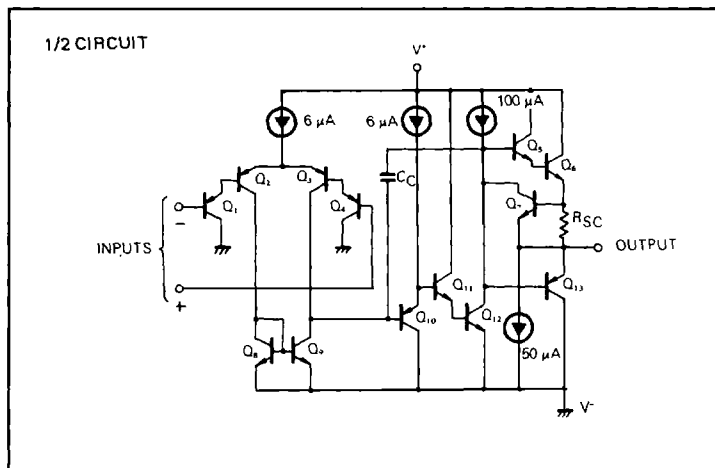 1/2 CIRCUIT
V+
6 µA
6 µA
100 µA
Q5
Q6
Q2
Q3
CC
Q1
Q4
Q7
RSC
−
INPUTS
OUTPUT
+
Q11
Q10
Q12
Q13
Q8
Q9
50 µA
V−